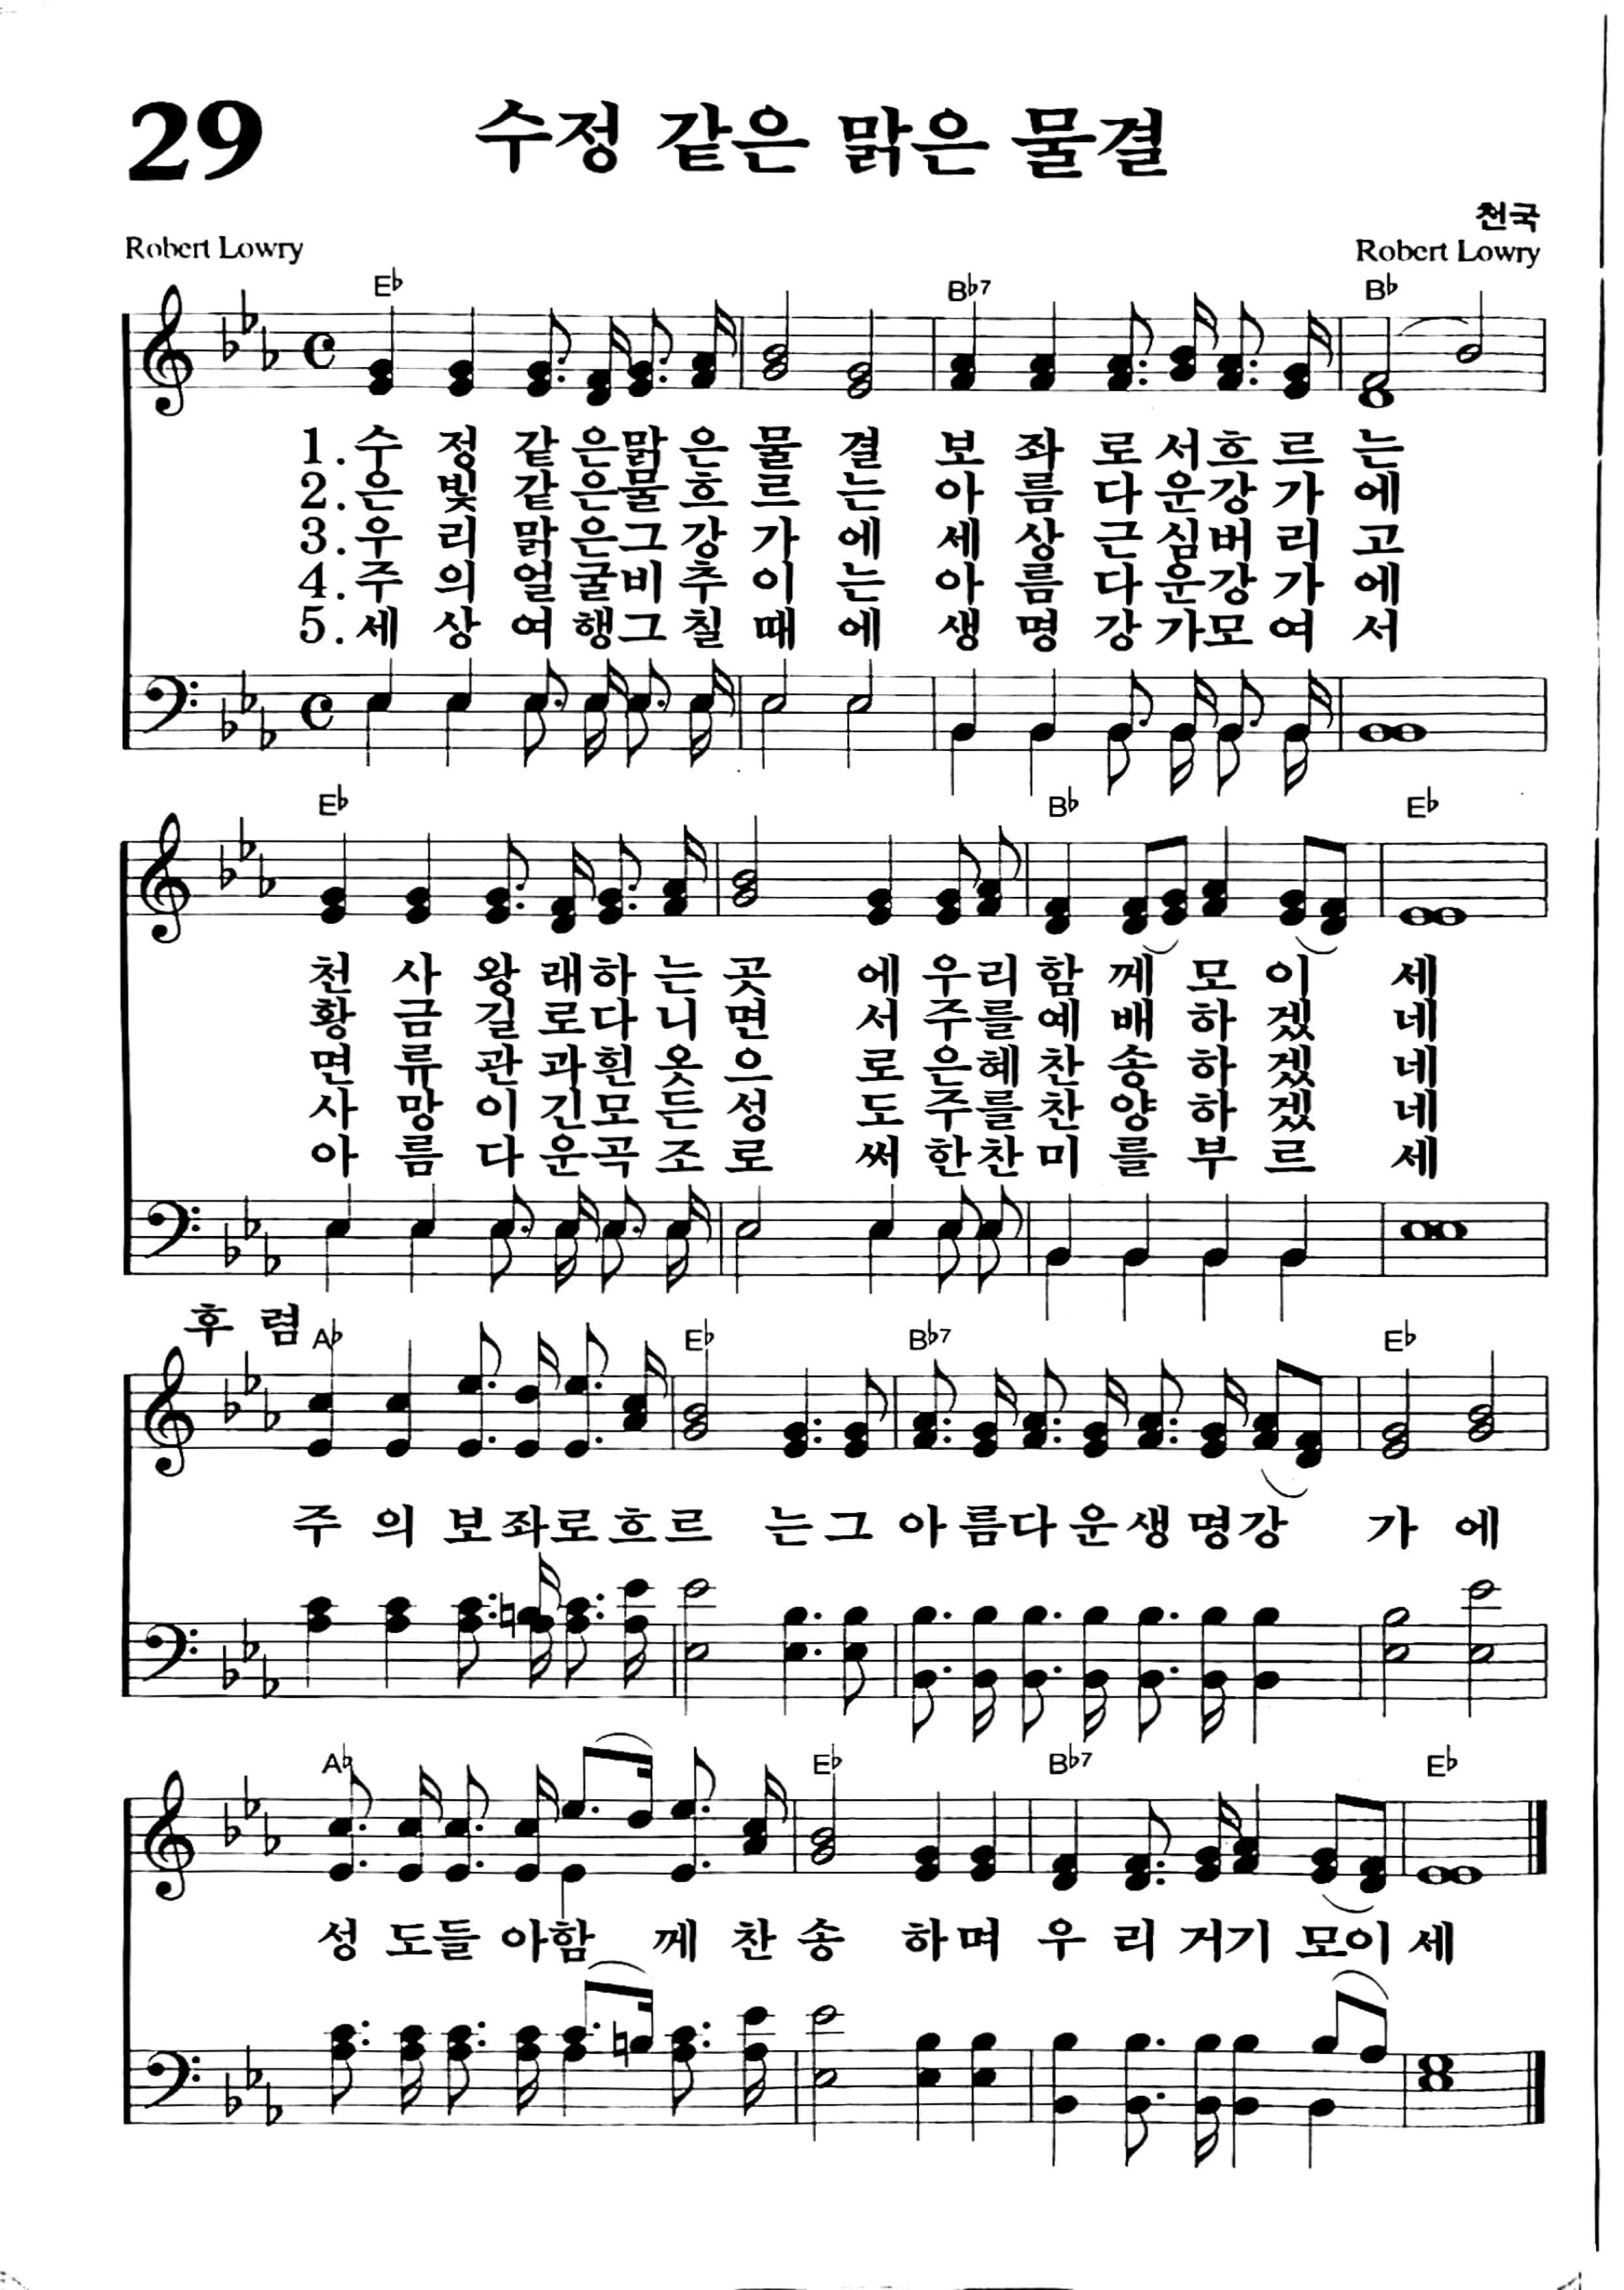 29
수정 같은 맑은 물결
천국
Robert Lowry
Robert Lowry
E♭ B♭7 B♭
1. 수 정 같 은 맑 은 물 결 보 좌 로 서 흐 르 는
2. 은 빛 같 은 물 흐 르 는 아 름 다 운 강 가 에
3. 우 리 맑 은 그 강 가 에 세 상 근 심 버 리 고
4. 주 의 얼 굴 비 추 이 는 아 름 다 운 강 가 에
5. 세 상 여 행 그 칠 때 에 생 명 강 가 모 여 서
E♭ B♭ E♭
천 사 왕 래 하 는 곳 에 우 리 함 께 모 이 세
황 금 길 로 다 니 면 서 주 를 예 배 하 겠 네
면 류 관 과 흰 옷 으 로 은 혜 찬 송 하 겠 네
사 망 이 긴 모 든 성 도 주 를 찬 양 하 겠 네
아 름 다 운 곡 조 로 써 한 찬 미 를 부 르 세
후 렴
A♭ E♭ B♭7 E♭
주 의 보 좌 로 흐 르 는 그 아 름 다 운 생 명 강 가 에
A♭ E♭ B♭7 E♭
성 도 들 아 함 께 찬 송 하 며 우 리 거 기 모 이 세